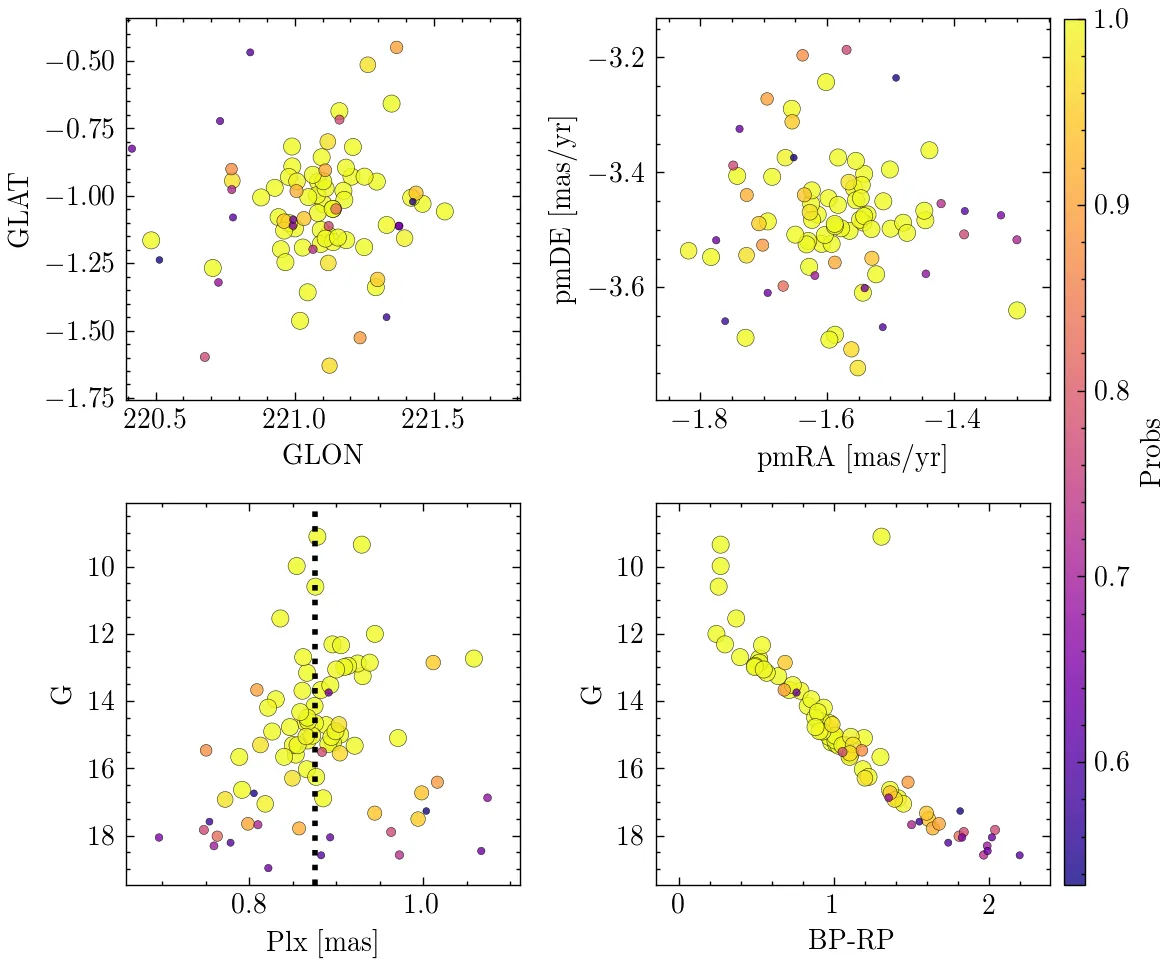 −0.50
−0.75
−1.00
−1.25
−1.50
−1.75
GLAT
220.5 221.0 221.5
GLON
−3.2
−3.4
−3.6
pmDE [mas/yr]
−1.8 −1.6 −1.4
pmRA [mas/yr]
10
12
14
16
18
G
0.8 1.0
Plx [mas]
10
12
14
16
18
G
0 1 2
BP-RP
1.0
0.9
0.8
0.7
0.6
Probs